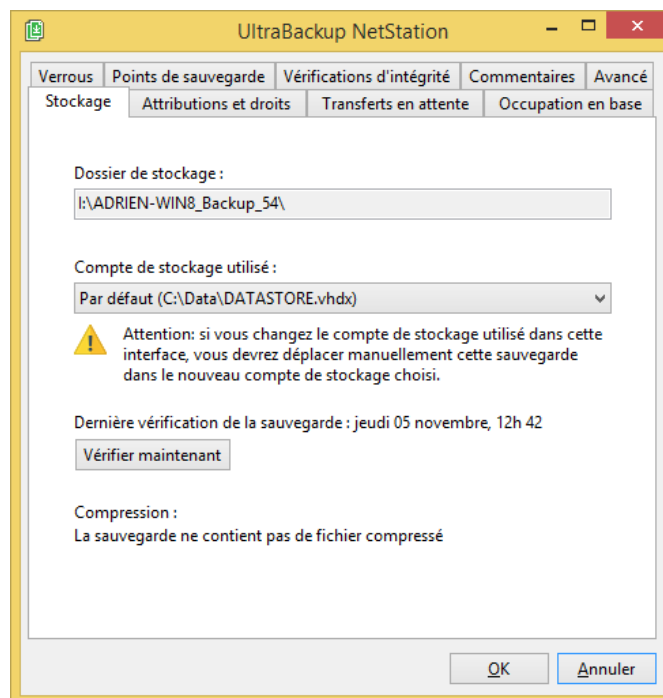 UltraBackup NetStation
Verrous Points de sauvegarde Vérifications d'intégrité Commentaires Avancé
Stockage Attributions et droits Transferts en attente Occupation en base
Dossier de stockage :
I:\ADRIEN-WIN8_Backup_54\
Compte de stockage utilisé :
Par défaut (C:\Data\DATASTORE.vhdx)
Attention: si vous changez le compte de stockage utilisé dans cette
interface, vous devrez déplacer manuellement cette sauvegarde
dans le nouveau compte de stockage choisi.
Dernière vérification de la sauvegarde : jeudi 05 novembre, 12h 42
Vérifier maintenant
Compression :
La sauvegarde ne contient pas de fichier compressé
OK Annuler